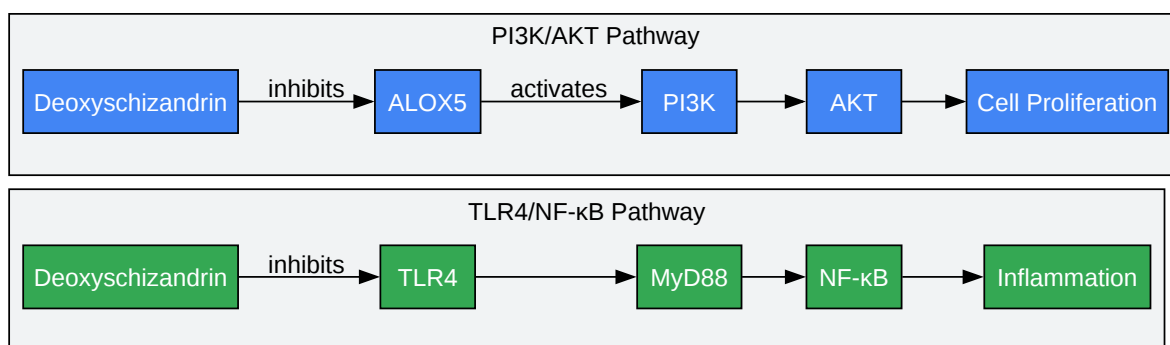 PI3K/AKT Pathway
Deoxyschizandrin inhibits ALOX5 activates PI3K AKT Cell Proliferation
TLR4/NF-κB Pathway
Deoxyschizandrin inhibits TLR4 MyD88 NF-κB Inflammation